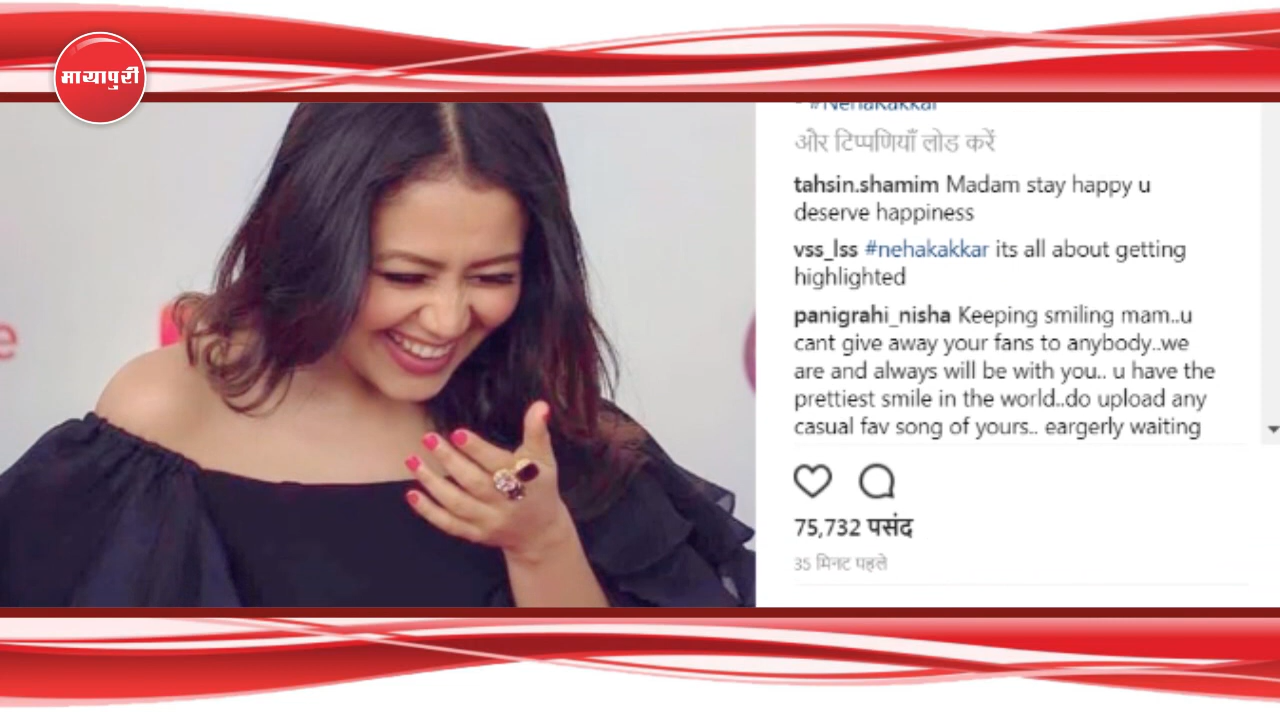 मायापुरी
#NehaKakkar
और टिप्पणियाँ लोड करें
tahsin.shamim Madam stay happy u
deserve happiness
vss_lss #nehakakkar its all about getting
highlighted
panigrahi_nisha Keeping smiling mam..u
cant give away your fans to anybody..we
are and always will be with you.. u have the
prettiest smile in the world..do upload any
casual fav song of yours.. eargerly waiting
75,732 पसंद
35 मिनट पहले